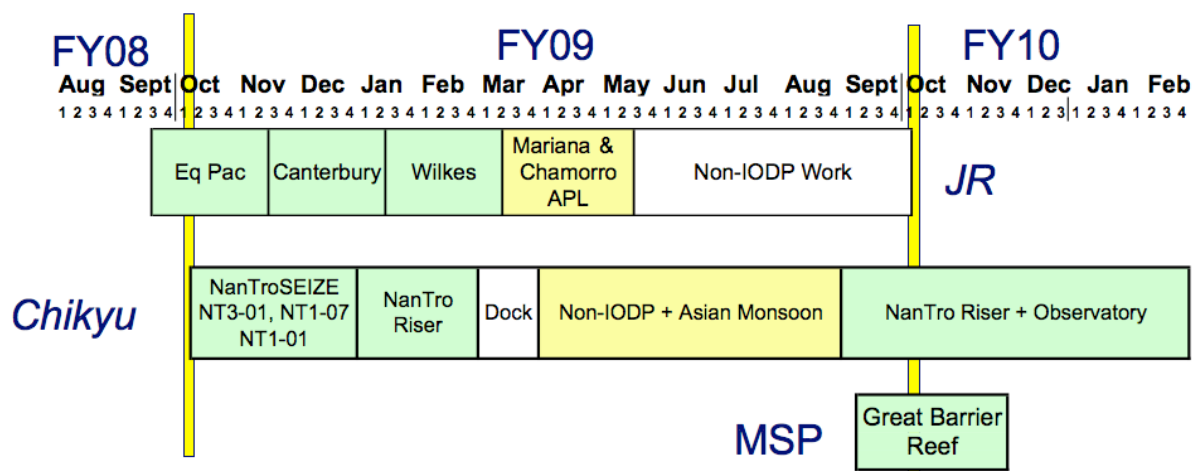 FY08 FY09 FY10
Aug Sept Oct Nov Dec Jan Feb Mar Apr May Jun Jul Aug Sept Oct Nov Dec Jan Feb
1 2 3 4 1 2 3 4 1 2 3 4 1 2 3 4 1 2 3 4 1 2 3 4 1 2 3 4 1 2 3 4 1 2 3 4 1 2 3 4 1 2 3 4 1 2 3 4 1 2 3 4 1 2 3 4 1 2 3 4 1 2 3 4 1 2 3 1 2 3 4 1 2 3 4
Eq Pac
Canterbury
Wilkes
Mariana &
Chamorro
APL
Non-IODP Work
JR
Chikyu
NanTroSEIZE
NT3-01, NT1-07
NT1-01
NanTro
Riser
Dock
Non-IODP + Asian Monsoon
NanTro Riser + Observatory
MSP
Great Barrier
Reef